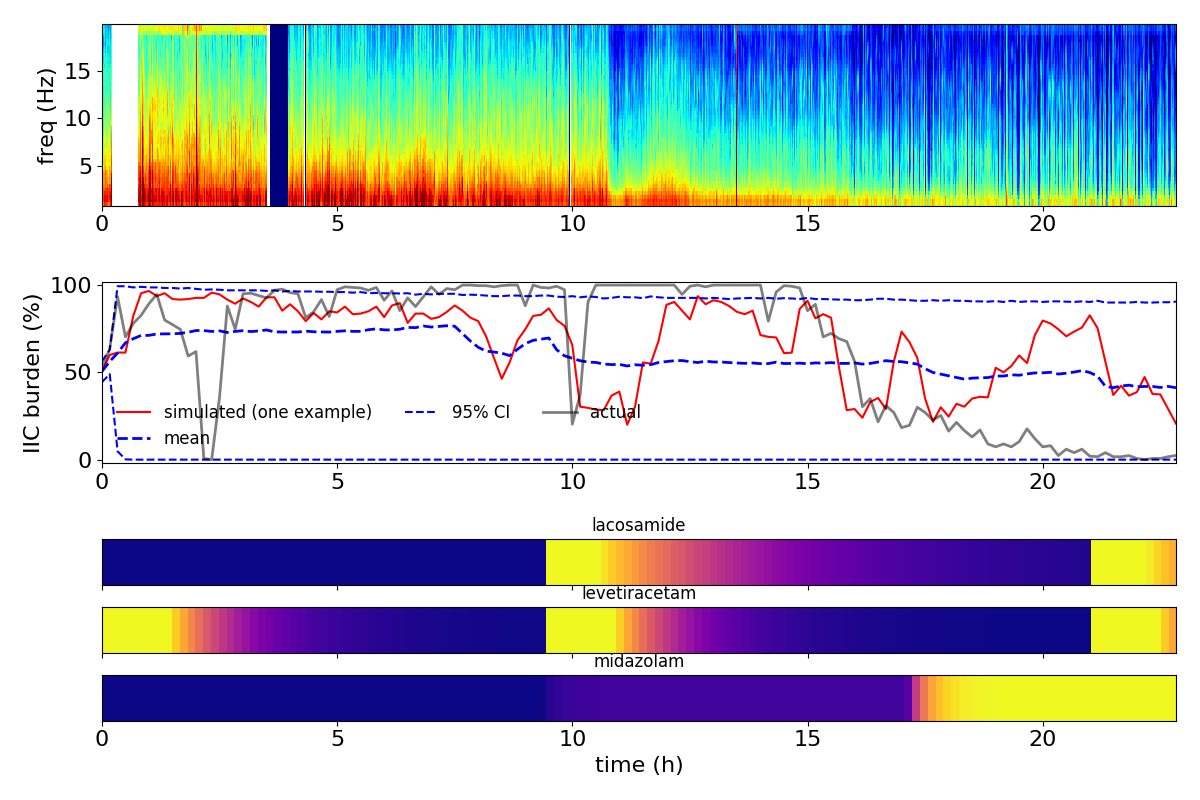 freq (Hz)
15
10
5
0 5 10 15 20
IIC burden (%)
100
50
0
simulated (one example)
mean
95% CI
actual
0 5 10 15 20
lacosamide
levetiracetam
midazolam
0 5 10 15 20
time (h)